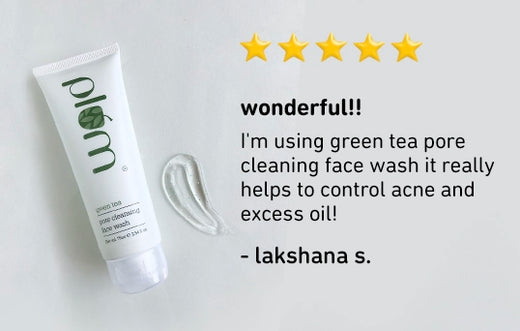 plum
®
green tea
pore cleansing
face wash
wonderful!!
I'm using green tea pore
cleaning face wash it really
helps to control acne and
excess oil!
- lakshana s.